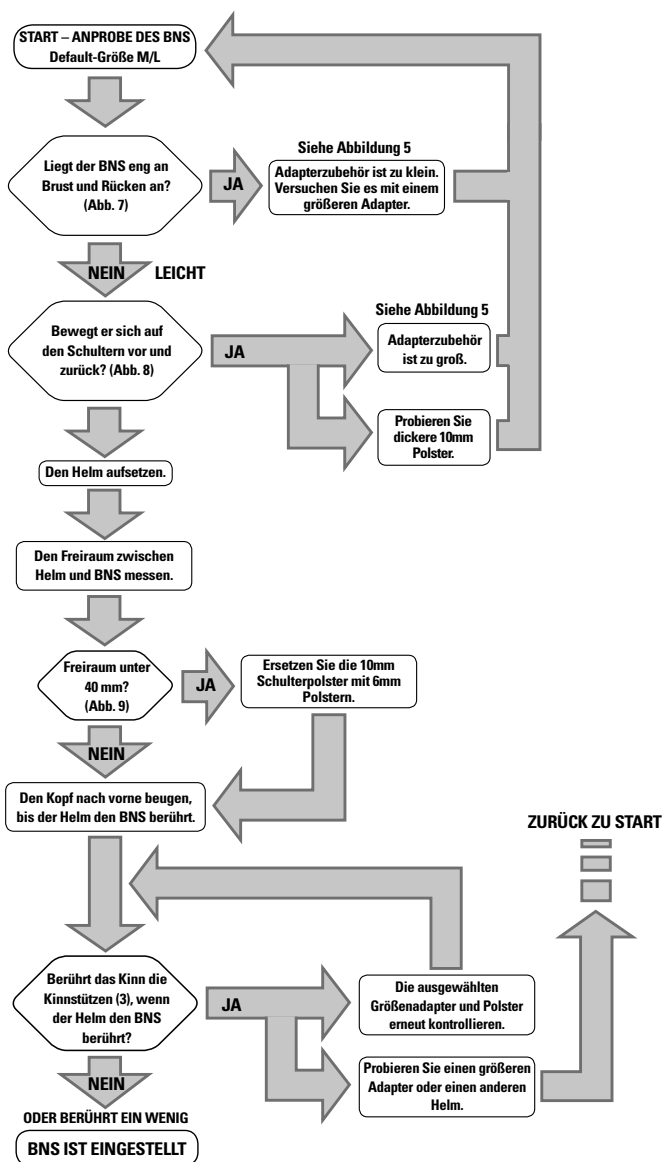 START – ANPROBE DES BNS
Default-Größe M/L
Liegt der BNS eng an
Brust und Rücken an?
(Abb. 7)
JA
Siehe Abbildung 5
Adapterzubehör ist zu klein.
Versuchen Sie es mit einem
größeren Adapter.
NEIN
LEICHT
Bewegt er sich auf
den Schultern vor und
zurück? (Abb. 8)
JA
Siehe Abbildung 5
Adapterzubehör
ist zu groß.
Probieren Sie
dickere 10mm
Polster.
Den Helm aufsetzen.
Den Freiraum zwischen
Helm und BNS messen.
Freiraum unter
40 mm?
(Abb. 9)
JA
Ersetzen Sie die 10mm
Schulterpolster mit 6mm
Polstern.
NEIN
Den Kopf nach vorne beugen,
bis der Helm den BNS berührt.
ZURÜCK ZU START
Berührt das Kinn die
Kinnstützen (3), wenn
der Helm den BNS
berührt?
JA
Die ausgewählten
Größenadapter und Polster
erneut kontrollieren.
Probieren Sie einen größeren
Adapter oder einen anderen
Helm.
NEIN
ODER BERÜHRT EIN WENIG
BNS IST EINGESTELLT